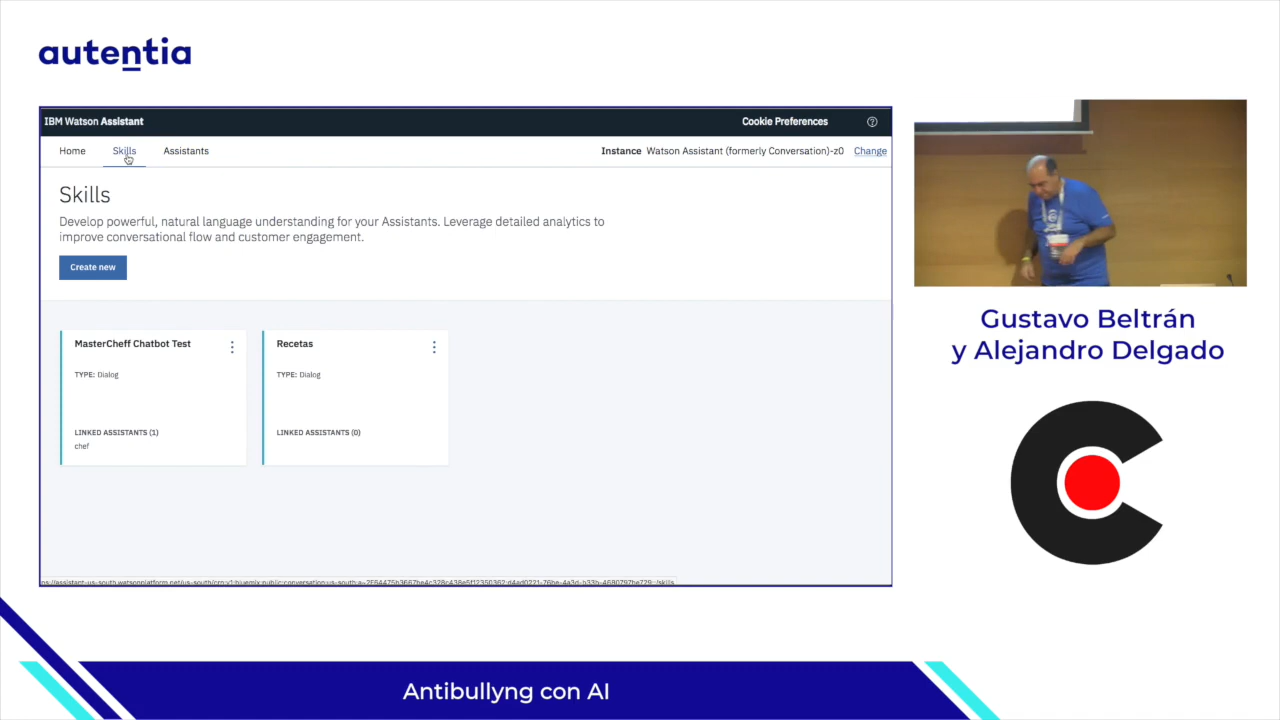 autentia
IBM Watson Assistant
Cookie Preferences
Home
Skills
Assistants
Instance Watson Assistant (formerly Conversation)-z0 Change
Skills
Develop powerful, natural language understanding for your Assistants. Leverage detailed analytics to
improve conversational flow and customer engagement.
Create new
MasterCheff Chatbot Test
TYPE: Dialog
LINKED ASSISTANTS (1)
chef
Recetas
TYPE: Dialog
LINKED ASSISTANTS (0)
Gustavo Beltrán
y Alejandro Delgado
Antibullyng con AI